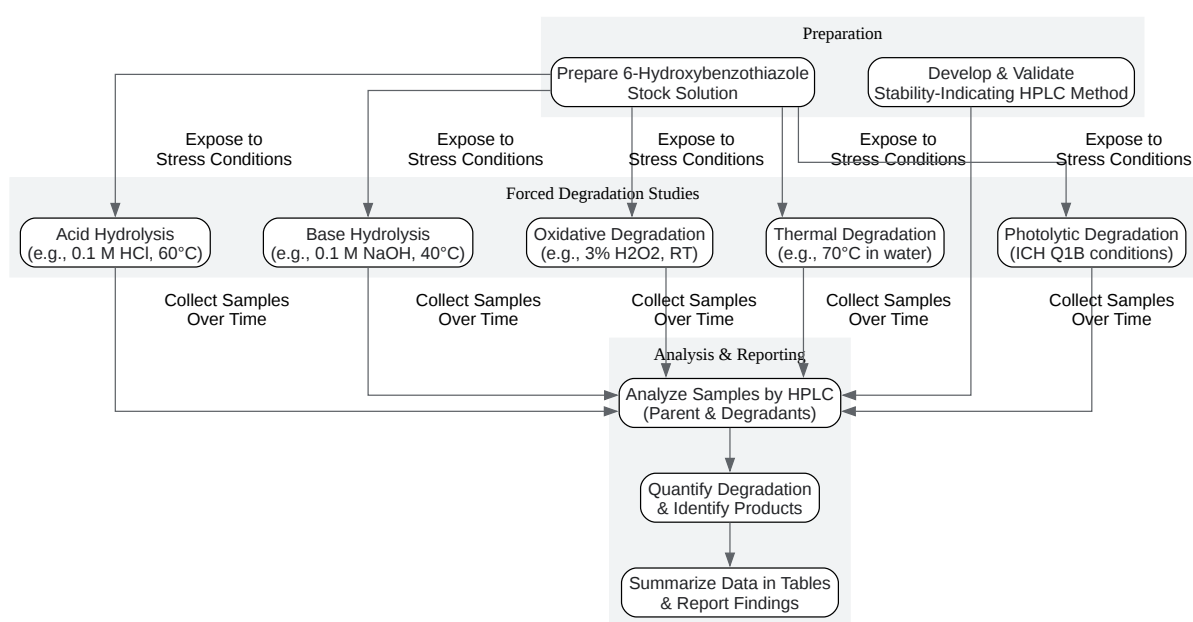 Preparation
Prepare 6-Hydroxybenzothiazole
Stock Solution
Develop & Validate
Stability-Indicating HPLC Method
Expose to
Stress Conditions
Expose to
Stress Conditions
Expose to
Stress Conditions
Expose to
Stress Conditions
Expose to
Stress Conditions
Forced Degradation Studies
Acid Hydrolysis
(e.g., 0.1 M HCl, 60°C)
Base Hydrolysis
(e.g., 0.1 M NaOH, 40°C)
Oxidative Degradation
(e.g., 3% H2O2, RT)
Thermal Degradation
(e.g., 70°C in water)
Photolytic Degradation
(ICH Q1B conditions)
Collect Samples
Over Time
Collect Samples
Over Time
Collect Samples
Over Time
Collect Samples
Over Time
Collect Samples
Over Time
Analysis & Reporting
Analyze Samples by HPLC
(Parent & Degradants)
Quantify Degradation
& Identify Products
Summarize Data in Tables
& Report Findings